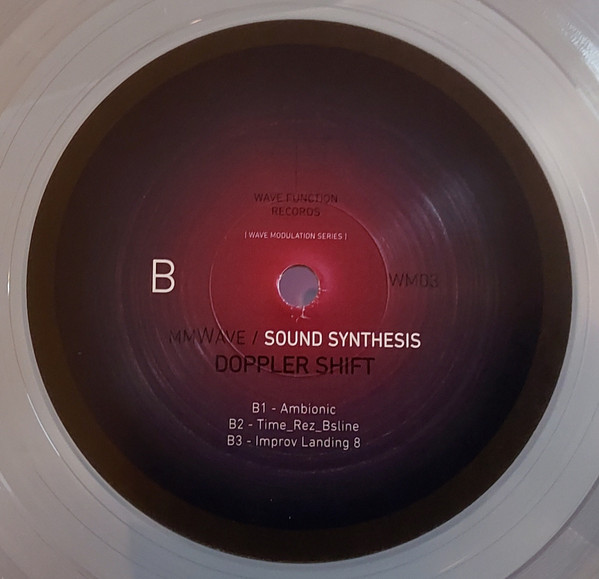 WAVE FUNCTION
RECORDS
[ WAVE MODULATION SERIES ]
B
WM03
MMWAVE / SOUND SYNTHESIS
DOPPLER SHIFT
B1 - Ambionic
B2 - Time_Rez_Bsline
B3 - Improv Landing 8